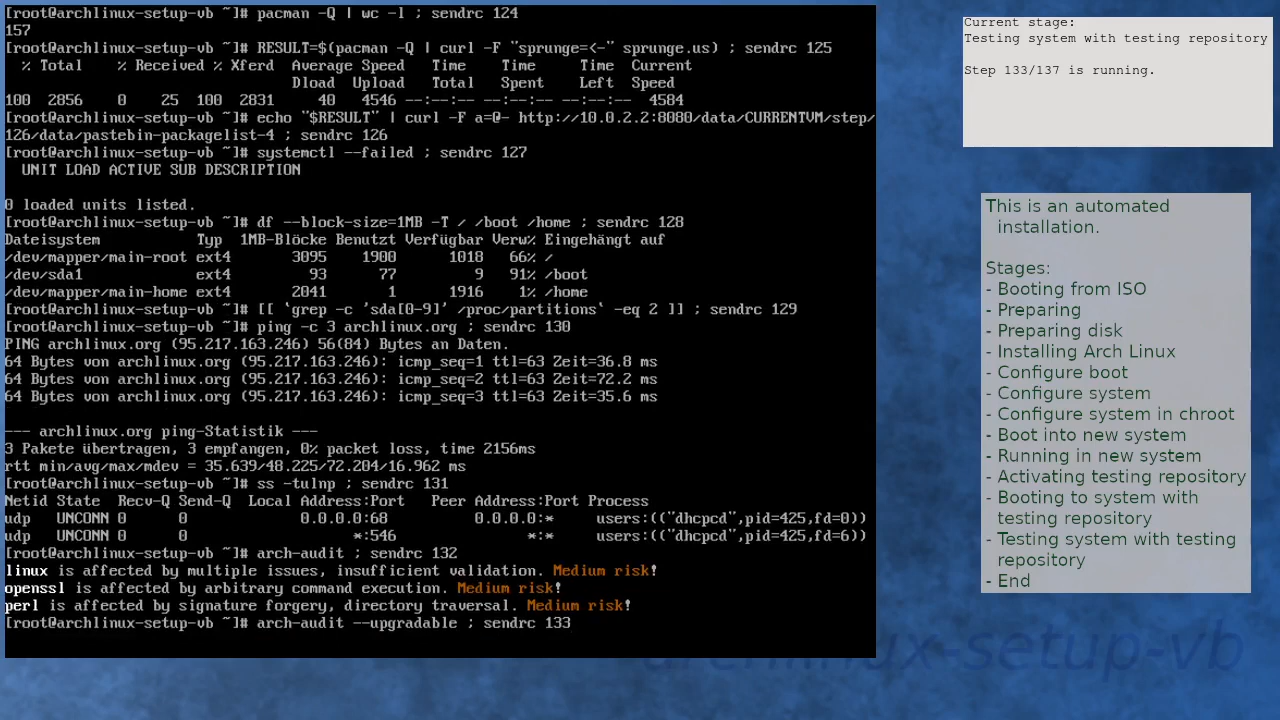 [root@archlinux-setup-vb ~]# pacman -Q | wc -l ; sendrc 124
157
[root@archlinux-setup-vb ~]# RESULT=$(pacman -Q | curl -F "sprunge=<-" sprunge.us) ; sendrc 125
% Total % Received % Xferd Average Speed Time Time Time Current
Dload Upload Total Spent Left Speed
100 2856 0 25 100 2831 40 4546 --:--:-- --:--:-- --:--:-- 4584
[root@archlinux-setup-vb ~]# echo "$RESULT" | curl -F a=@- http://10.0.2.2:8080/data/CURRENTVM/step/
126/data/pastebin-packagelist-4 ; sendrc 126
[root@archlinux-setup-vb ~]# systemctl --failed ; sendrc 127
UNIT LOAD ACTIVE SUB DESCRIPTION
0 loaded units listed.
[root@archlinux-setup-vb ~]# df --block-size=1MB -T / /boot /home ; sendrc 128
Dateisystem Typ 1MB-Blöcke Benutzt Verfügbar Verw% Eingehängt auf
/dev/mapper/main-root ext4 3095 1900 1018 66% /
/dev/sda1 ext4 93 77 9 91% /boot
/dev/mapper/main-home ext4 2041 1 1916 1% /home
[root@archlinux-setup-vb ~]# [[ `grep -c 'sda[0-9]' /proc/partitions` -eq 2 ]] ; sendrc 129
[root@archlinux-setup-vb ~]# ping -c 3 archlinux.org ; sendrc 130
PING archlinux.org (95.217.163.246) 56(84) Bytes an Daten.
64 Bytes von archlinux.org (95.217.163.246): icmp_seq=1 ttl=63 Zeit=36.8 ms
64 Bytes von archlinux.org (95.217.163.246): icmp_seq=2 ttl=63 Zeit=72.2 ms
64 Bytes von archlinux.org (95.217.163.246): icmp_seq=3 ttl=63 Zeit=35.6 ms
--- archlinux.org ping-Statistik ---
3 Pakete übertragen, 3 empfangen, 0% packet loss, time 2156ms
rtt min/avg/max/mdev = 35.639/48.225/72.204/16.962 ms
[root@archlinux-setup-vb ~]# ss -tulnp ; sendrc 131
Netid State Recv-Q Send-Q Local Address:Port Peer Address:Port Process
udp UNCONN 0 0 0.0.0.0:68 0.0.0.0:* users:(("dhcpcd",pid=425,fd=0))
udp UNCONN 0 0 *:546 *:* users:(("dhcpcd",pid=425,fd=6))
[root@archlinux-setup-vb ~]# arch-audit ; sendrc 132
linux is affected by multiple issues, insufficient validation. Medium risk!
openssl is affected by arbitrary command execution. Medium risk!
perl is affected by signature forgery, directory traversal. Medium risk!
[root@archlinux-setup-vb ~]# arch-audit --upgradable ; sendrc 133
Current stage:
Testing system with testing repository
Step 133/137 is running.
This is an automated
installation.
Stages:
- Booting from ISO
- Preparing
- Preparing disk
- Installing Arch Linux
- Configure boot
- Configure system
- Configure system in chroot
- Boot into new system
- Running in new system
- Activating testing repository
- Booting to system with
testing repository
- Testing system with testing
repository
- End
archlinux-setup-vb